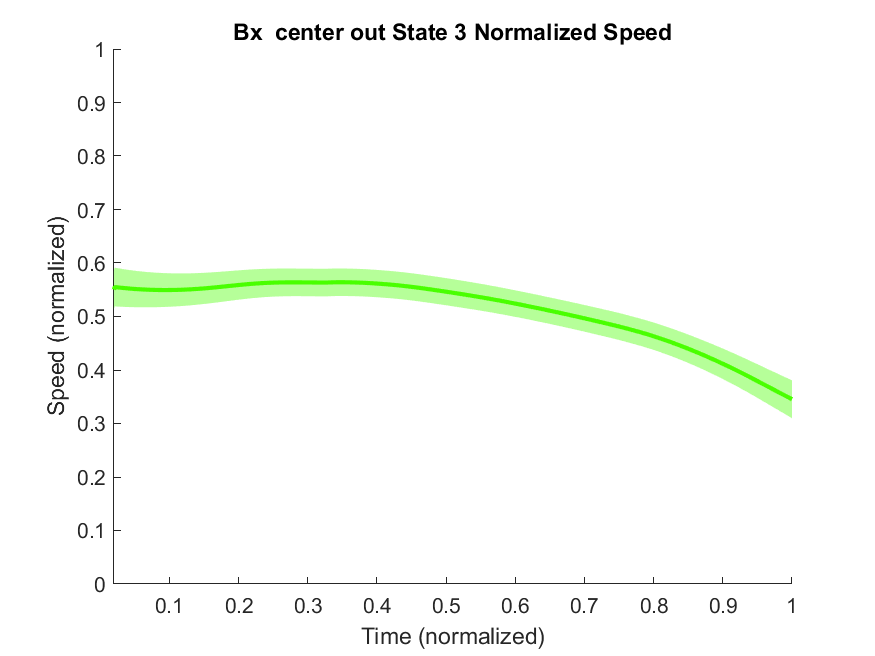 Bx  center out State 3 Normalized Speed
1
0.9
0.8
0.7
0.6
0.5
0.4
0.3
0.2
0.1
0
Speed (normalized)
0.1 0.2 0.3 0.4 0.5 0.6 0.7 0.8 0.9 1
Time (normalized)